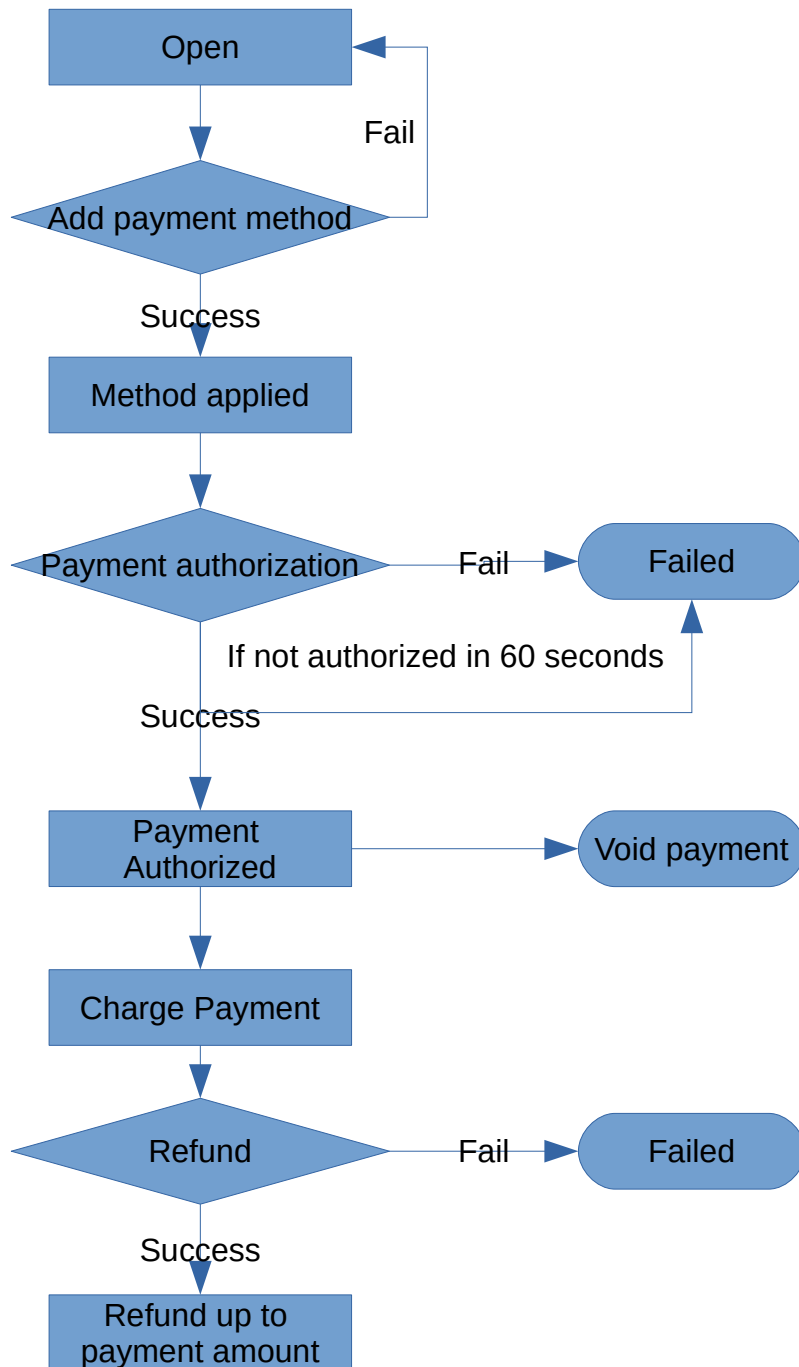 Open
Fail
Add payment method
Success
Method applied
Payment authorization
Fail
Failed
If not authorized in 60 seconds
Success
Payment
Authorized
Void payment
Charge Payment
Refund
Fail
Failed
Success
Refund up to
payment amount